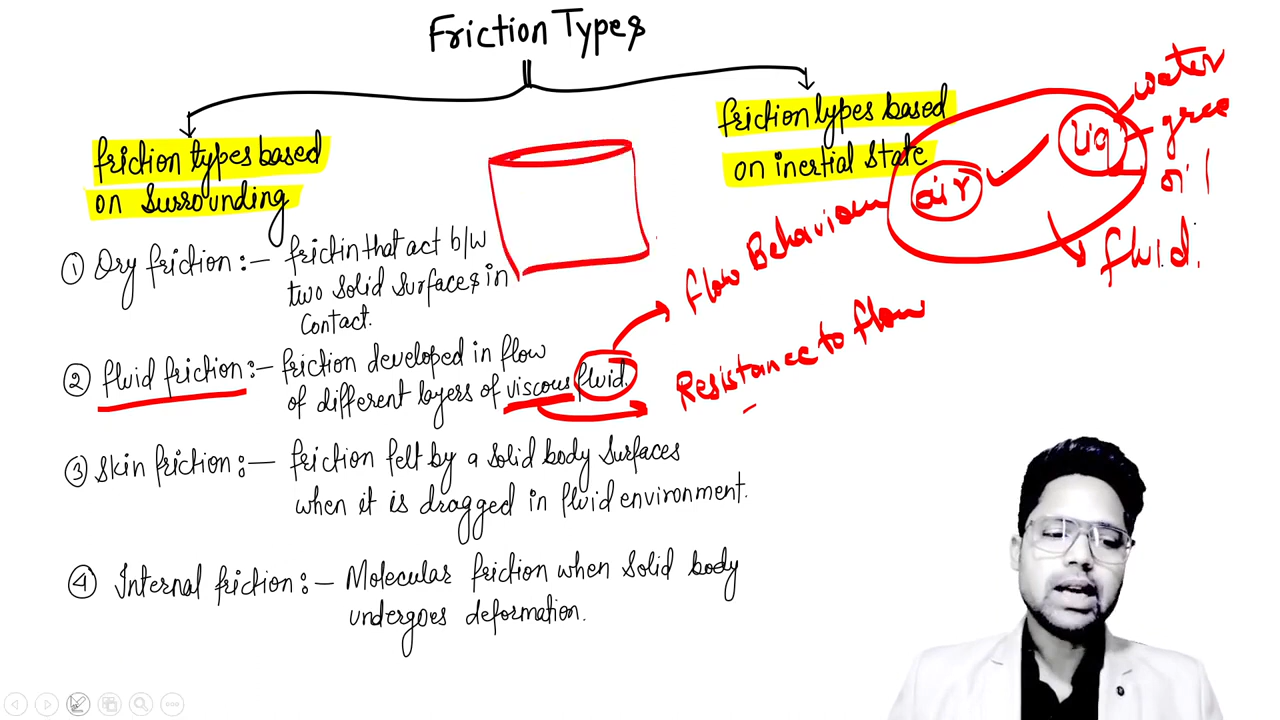 Friction Types
friction types based
on surrounding
friction types based
on inertial state
① Dry friction :- frictin that act b/w
two solid surfaces in
contact.
② fluid friction :- friction developed in flow
of different layers of viscous fluid.
③ Skin friction :- friction felt by a solid body surfaces
when it is dragged in fluid environment.
④ Internal friction :- Molecular friction when solid body
undergoes deformation.
flow Behaviour
Resistance to flow
air
Liq
water
oil
fluid.